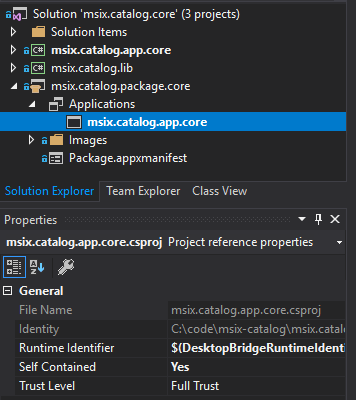 Solution 'msix.catalog.core' (3 projects)
Solution Items
C# msix.catalog.app.core
C# msix.catalog.lib
msix.catalog.package.core
Applications
msix.catalog.app.core
Images
Package.appxmanifest
Solution Explorer Team Explorer Class View
Properties
msix.catalog.app.core.csproj Project reference properties
General
File Name msix.catalog.app.core.csproj
Identity C:\code\msix-catalog\msix.catal
Runtime Identifier $(DesktopBridgeRuntimeIdenti
Self Contained Yes
Trust Level Full Trust